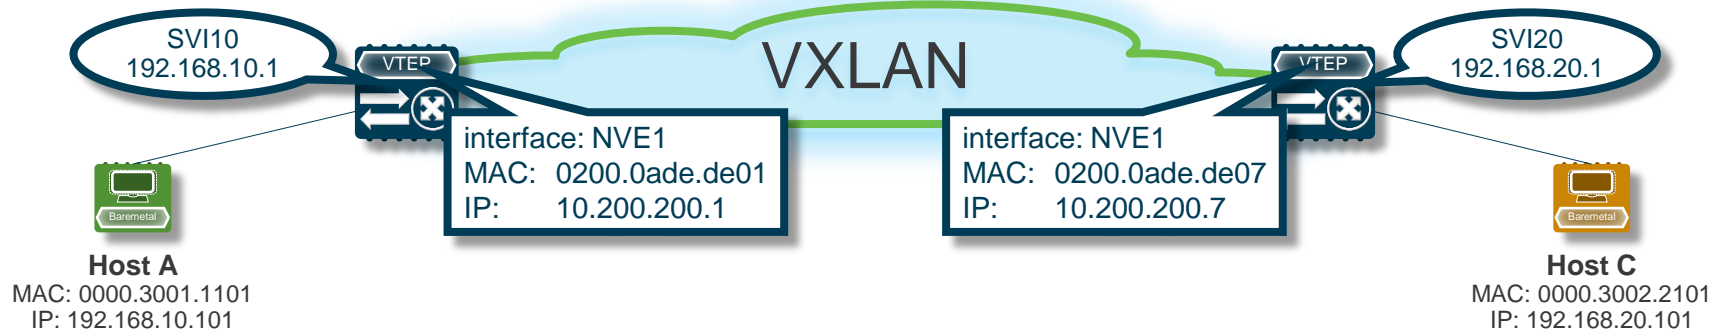 SVI10
192.168.10.1
VTEP
VXLAN
VTEP
SVI20
192.168.20.1
interface: NVE1
MAC: 0200.0ade.de01
IP: 10.200.200.1
interface: NVE1
MAC: 0200.0ade.de07
IP: 10.200.200.7
Baremetal
Host A
MAC: 0000.3001.1101
IP: 192.168.10.101
Baremetal
Host C
MAC: 0000.3002.2101
IP: 192.168.20.101